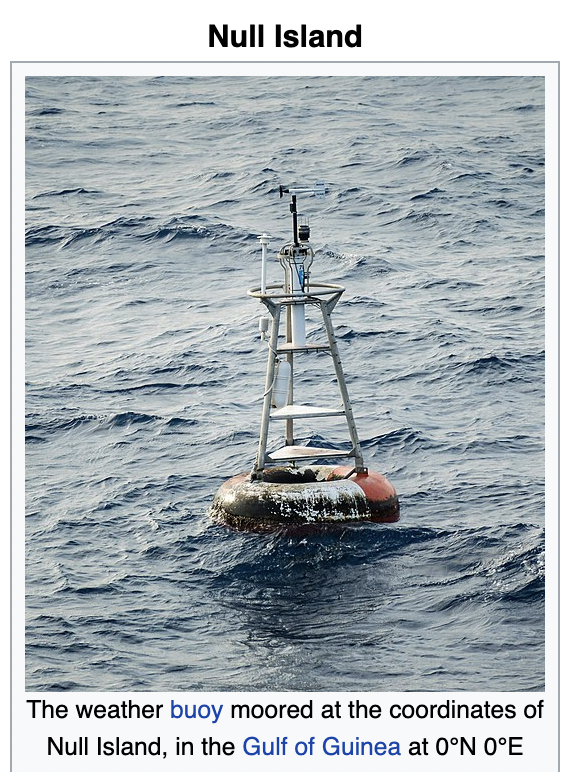 Null Island
The weather buoy moored at the coordinates of
Null Island, in the Gulf of Guinea at 0°N 0°E